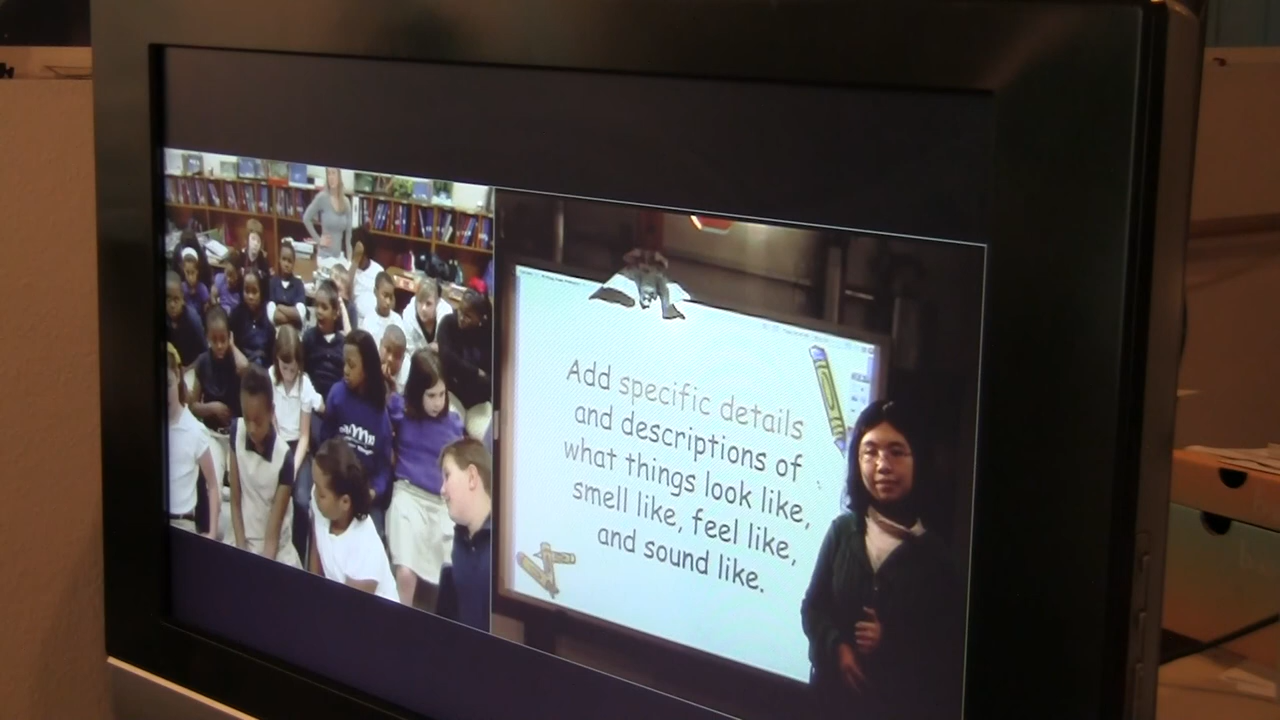 Add specific details
and descriptions of
what things look like,
smell like, feel like,
and sound like.